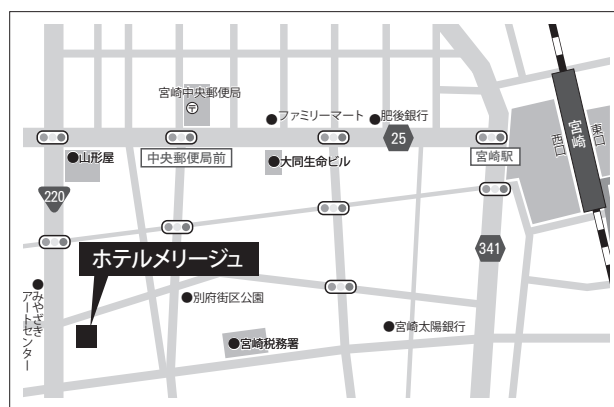 宮崎中央郵便局
〒
ファミリーマート
肥後銀行
25
山形屋
中央郵便局前
大同生命ビル
宮崎駅
西口
宮崎
東口
220
341
ホテルメリージュ
みやざき
アートセンター
別府街区公園
宮崎税務署
宮崎太陽銀行